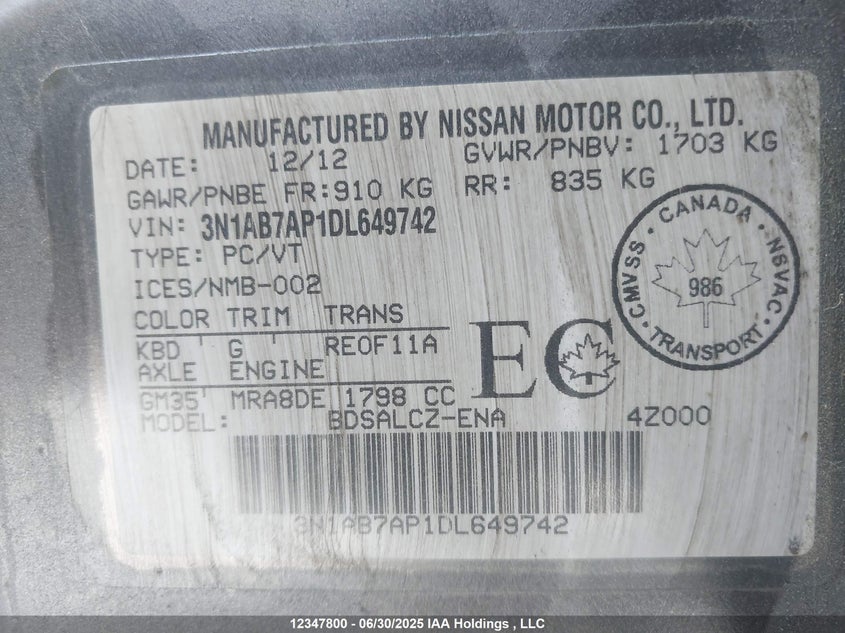 MANUFACTURED BY NISSAN MOTOR CO., LTD.
DATE: 12/12 GVWR/PNBV: 1703 KG
GAWR/PNBE FR:910 KG RR: 835 KG
VIN: 3N1AB7AP1DL649742
TYPE: PC/VT
ICES/NMB-002
COLOR TRIM TRANS
KBD ' G ' RE0F11A
AXLE ENGINE
GM35' MRA8DE 1798 CC
MODEL: BDSALCZ-ENA 4Z000
EC
CANADA
CMVSS · NSVAC
986
TRANSPORT
3N1AB7AP1DL649742
12347800 - 06/30/2025 IAA Holdings , LLC